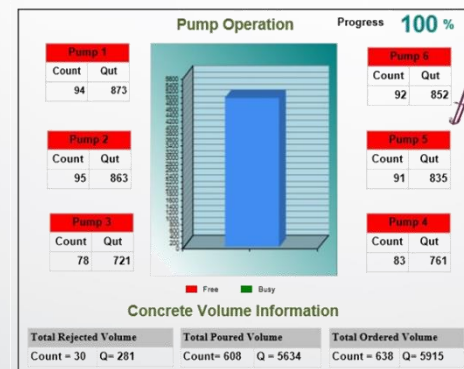 Pump Operation
Progress 100 %
Pump 1
Count Qut
94 873
Pump 2
Count Qut
95 863
Pump 3
Count Qut
78 721
Pump 6
Count Qut
92 852
Pump 5
Count Qut
91 835
Pump 4
Count Qut
83 761
Free Busy
Concrete Volume Information
Total Rejected Volume
Count = 30 Q= 281
Total Poured Volume
Count= 608 Q = 5634
Total Ordered Volume
Count = 638 Q= 5915